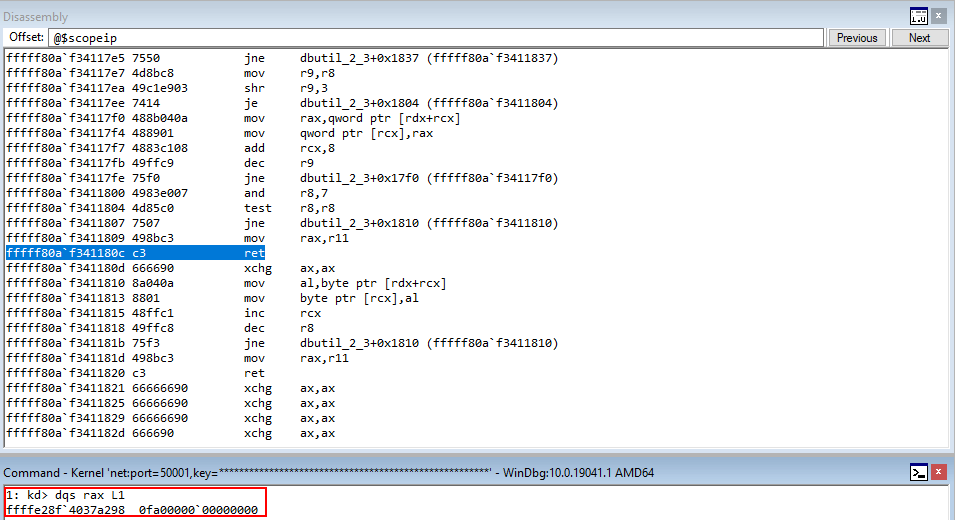 Disassembly
Offset: @$scopeip Previous Next
fffff80a`f34117e5 7550 jne dbutil_2_3+0x1837 (fffff80a`f3411837)
fffff80a`f34117e7 4d8bc8 mov r9,r8
fffff80a`f34117ea 49c1e903 shr r9,3
fffff80a`f34117ee 7414 je dbutil_2_3+0x1804 (fffff80a`f3411804)
fffff80a`f34117f0 488b040a mov rax,qword ptr [rdx+rcx]
fffff80a`f34117f4 488901 mov qword ptr [rcx],rax
fffff80a`f34117f7 4883c108 add rcx,8
fffff80a`f34117fb 49ffc9 dec r9
fffff80a`f34117fe 75f0 jne dbutil_2_3+0x17f0 (fffff80a`f34117f0)
fffff80a`f3411800 4983e007 and r8,7
fffff80a`f3411804 4d85c0 test r8,r8
fffff80a`f3411807 7507 jne dbutil_2_3+0x1810 (fffff80a`f3411810)
fffff80a`f3411809 498bc3 mov rax,r11
fffff80a`f341180c c3 ret
fffff80a`f341180d 666690 xchg ax,ax
fffff80a`f3411810 8a040a mov al,byte ptr [rdx+rcx]
fffff80a`f3411813 8801 mov byte ptr [rcx],al
fffff80a`f3411815 48ffc1 inc rcx
fffff80a`f3411818 49ffc8 dec r8
fffff80a`f341181b 75f3 jne dbutil_2_3+0x1810 (fffff80a`f3411810)
fffff80a`f341181d 498bc3 mov rax,r11
fffff80a`f3411820 c3 ret
fffff80a`f3411821 66666690 xchg ax,ax
fffff80a`f3411825 66666690 xchg ax,ax
fffff80a`f3411829 66666690 xchg ax,ax
fffff80a`f341182d 666690 xchg ax,ax
Command - Kernel 'net:port=50001,key=*****************************************************' - WinDbg:10.0.19041.1 AMD64
1: kd> dqs rax L1
ffffe28f`4037a298 0fa00000`00000000